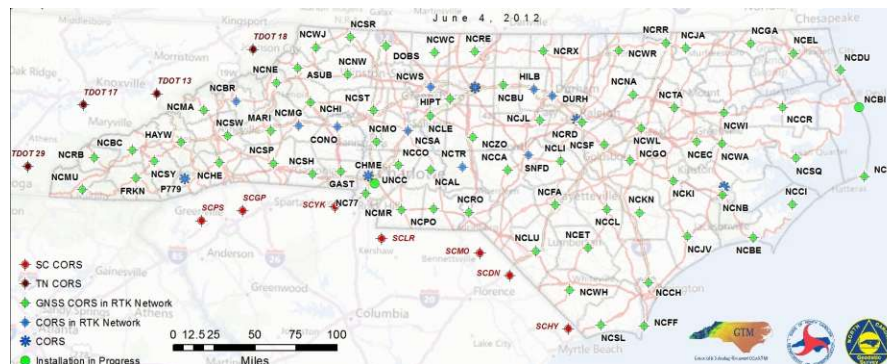 June 4, 2012
Chesapeake
Kingsport
TDOT 18
NCSR
NCWJ
NCWC
NCRE
NCRR
NCGA
NCJA
NCEL
DOBS
NCRX
NCWR
Oak Ridge
Knoxville
TDOT 13
NCNE
ASUB
NCNW
NCWS
HILB
NCDU
TDOT 17
NCBR
NCBU
DURH
NCNA
NCBI
Maryville
NCMA
NCST
HIPT
NCTA
NCMG
NCHI
NCJL
NCCR
MARI
NCRD
NCWI
HAYW
NCSW
CONO
NCMO
NCLE
NCSA
NCZO
NCLI
NCSF
NCWL
NCEC
NCBC
NCRB
NCSP
NCCO
NCTR
NCCA
SNFD
NCGO
NCWA
TDOT 29
NCSH
CHME
NCSQ
NCMU
NCSY
NCHE
GAST
UNCC
NCAL
FRKN
P779
NC77
NCFA
NCKI
NCCI
SCPS
SCGP
SCYK
NCMR
NCPO
NCRO
NCCL
NCKN
NCNB
SCLR
NCLU
NCET
NCJV
NCBE
Anderson
Kershaw
SCMO
Bennettsville
SC CORS
Gainesville
Greenwood
SCDN
TN CORS
Florence
GNSS CORS in RTK Network
NCWH
NCCH
CORS in RTK Network
Columbia
CORS
0 12.5 25 50 75 100
Lake City
SCHY
NCSL
NCFF
GTM
Installation in Progress
Miles
Myrtle Beach